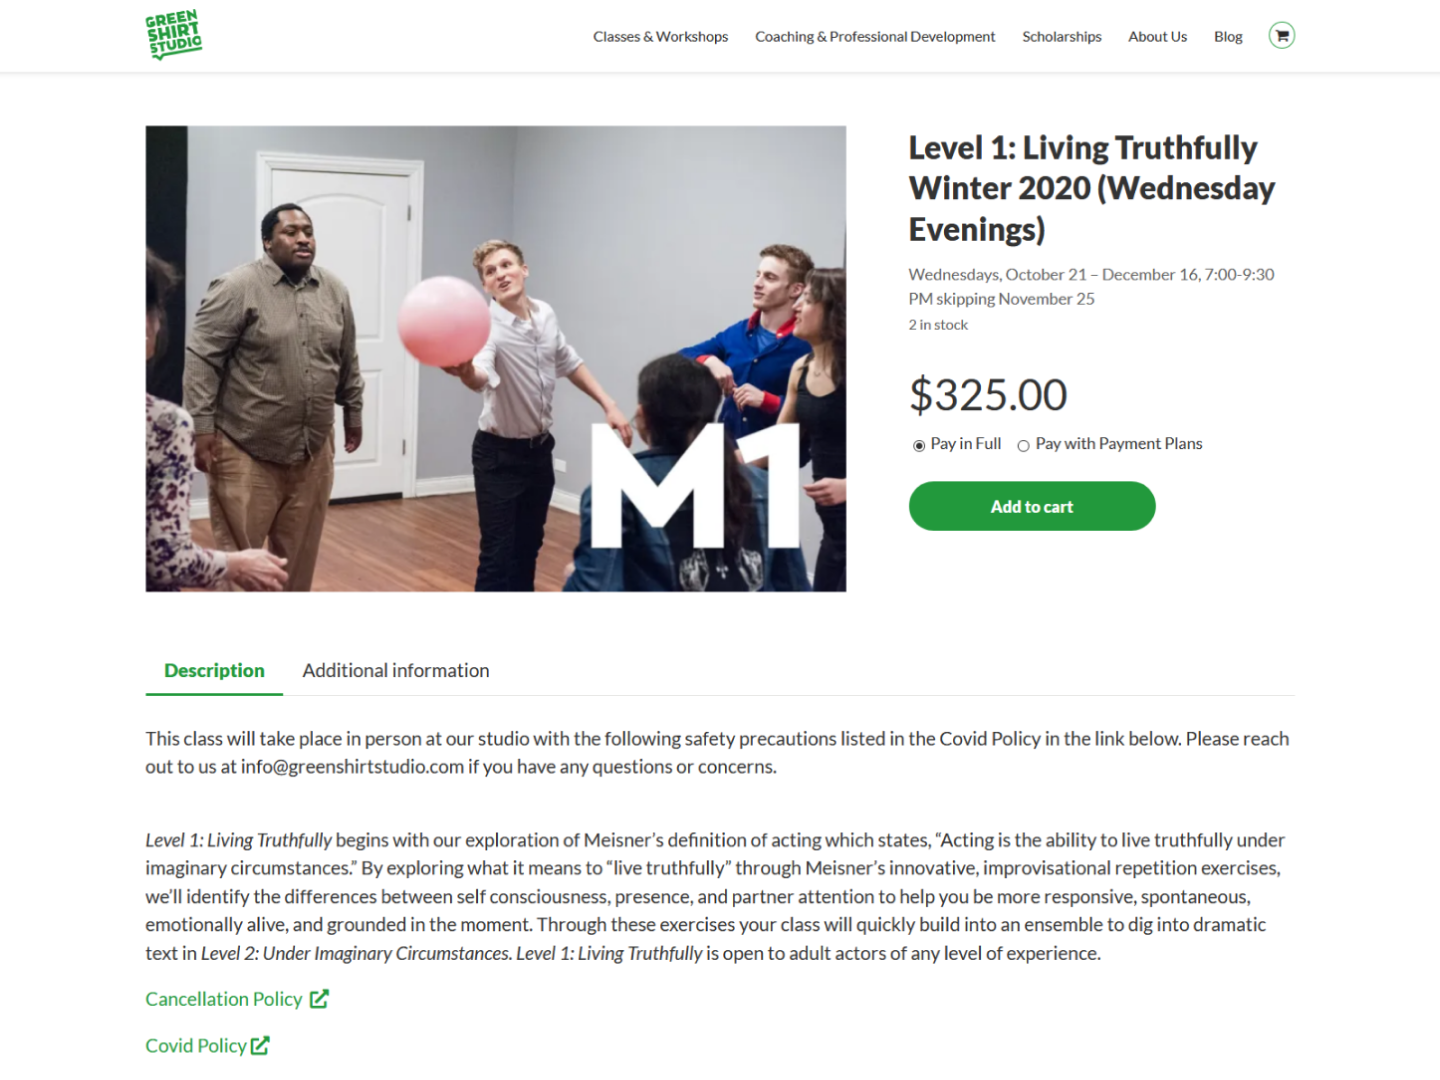 GREEN
SHIRT
STUDIO
Classes & Workshops
Coaching & Professional Development
Scholarships
About Us
Blog
M1
Level 1: Living Truthfully
Winter 2020 (Wednesday
Evenings)
Wednesdays, October 21 – December 16, 7:00-9:30
PM skipping November 25
2 in stock
$325.00
Pay in Full
Pay with Payment Plans
Add to cart
Description
Additional information
This class will take place in person at our studio with the following safety precautions listed in the Covid Policy in the link below. Please reach
out to us at info@greenshirtstudio.com if you have any questions or concerns.
Level 1: Living Truthfully begins with our exploration of Meisner's definition of acting which states, “Acting is the ability to live truthfully under
imaginary circumstances.” By exploring what it means to “live truthfully” through Meisner's innovative, improvisational repetition exercises,
we'll identify the differences between self consciousness, presence, and partner attention to help you be more responsive, spontaneous,
emotionally alive, and grounded in the moment. Through these exercises your class will quickly build into an ensemble to dig into dramatic
text in Level 2: Under Imaginary Circumstances. Level 1: Living Truthfully is open to adult actors of any level of experience.
Cancellation Policy
Covid Policy